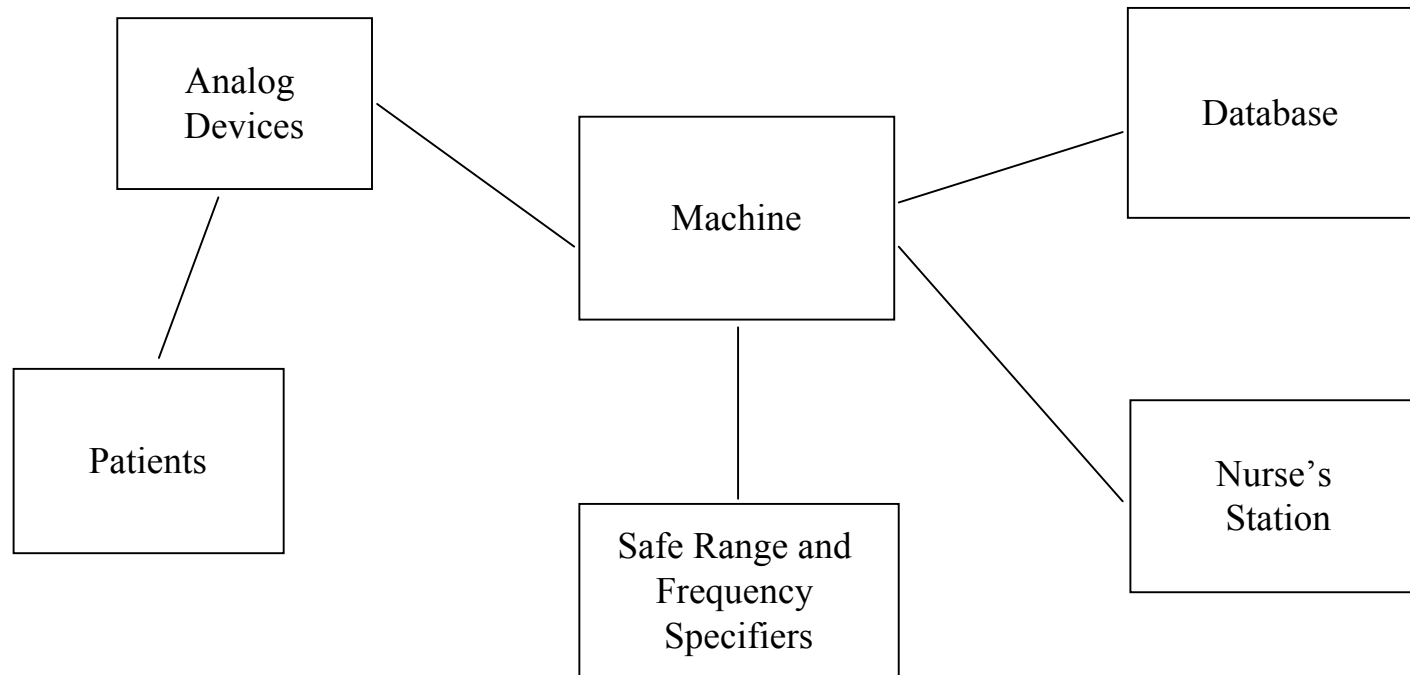 Analog
Devices
Database
Machine
Patients
Nurse’s
Station
Safe Range and
Frequency
Specifiers